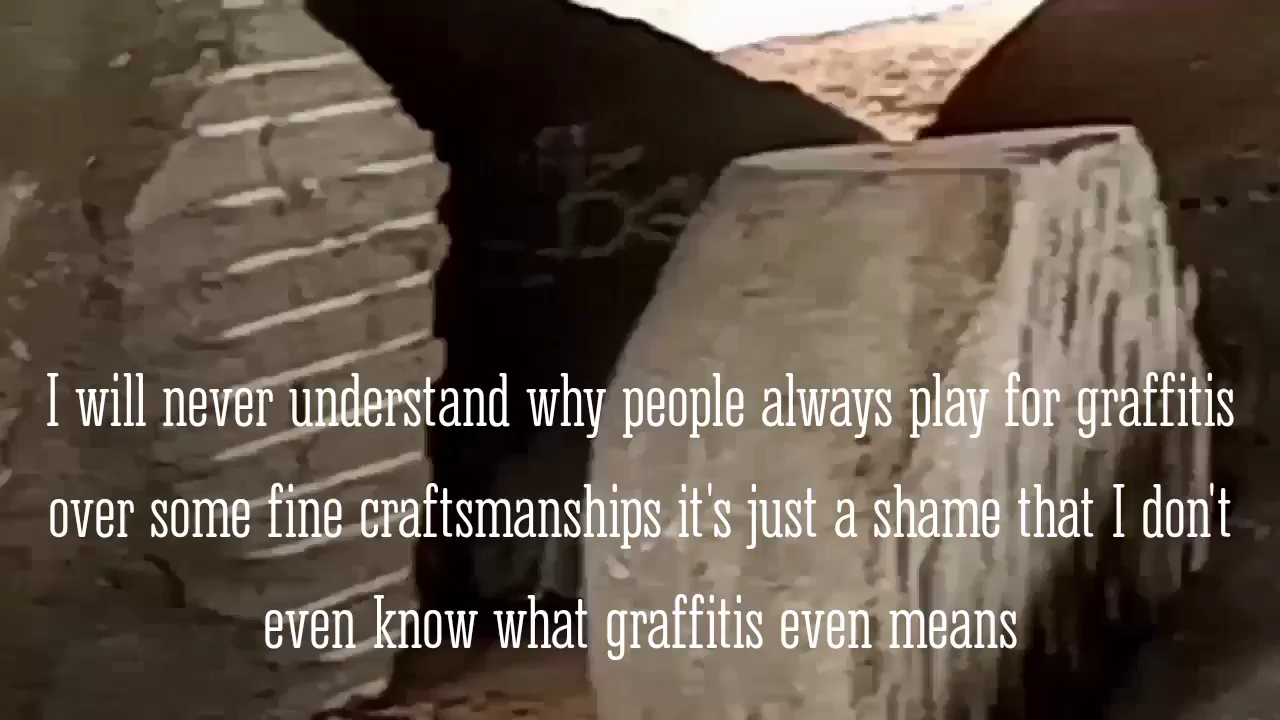 I will never understand why people always play for graffitis
over some fine craftsmanships it's just a shame that I don't
even know what graffitis even means